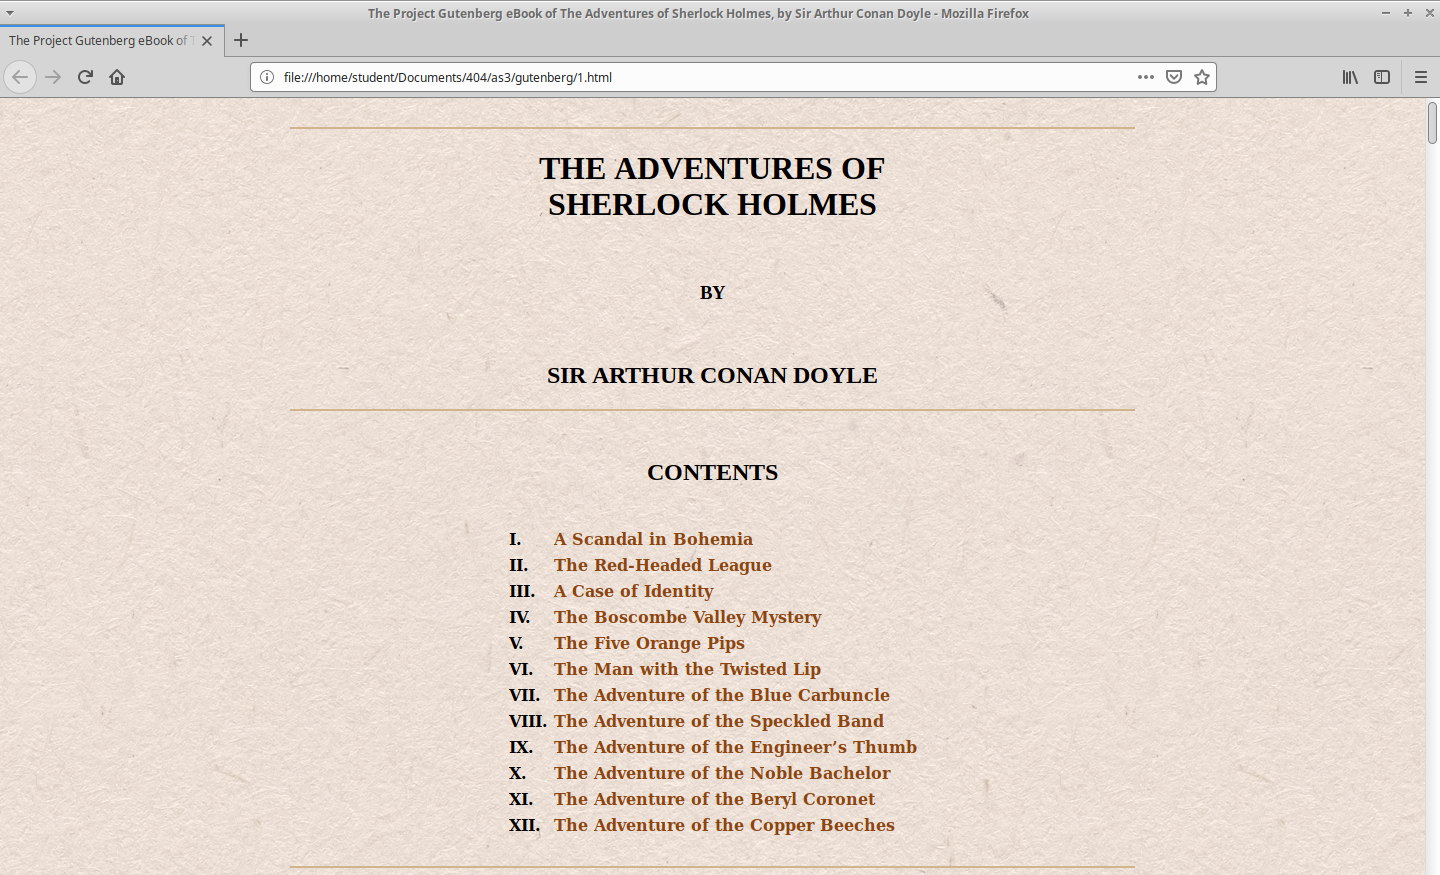 The Project Gutenberg eBook of The Adventures of Sherlock Holmes, by Sir Arthur Conan Doyle - Mozilla Firefox
The Project Gutenberg eBook of T
file:///home/student/Documents/404/as3/gutenberg/1.html
THE ADVENTURES OF
SHERLOCK HOLMES
BY
SIR ARTHUR CONAN DOYLE
CONTENTS
I. A Scandal in Bohemia
II. The Red-Headed League
III. A Case of Identity
IV. The Boscombe Valley Mystery
V. The Five Orange Pips
VI. The Man with the Twisted Lip
VII. The Adventure of the Blue Carbuncle
VIII. The Adventure of the Speckled Band
IX. The Adventure of the Engineer’s Thumb
X. The Adventure of the Noble Bachelor
XI. The Adventure of the Beryl Coronet
XII. The Adventure of the Copper Beeches